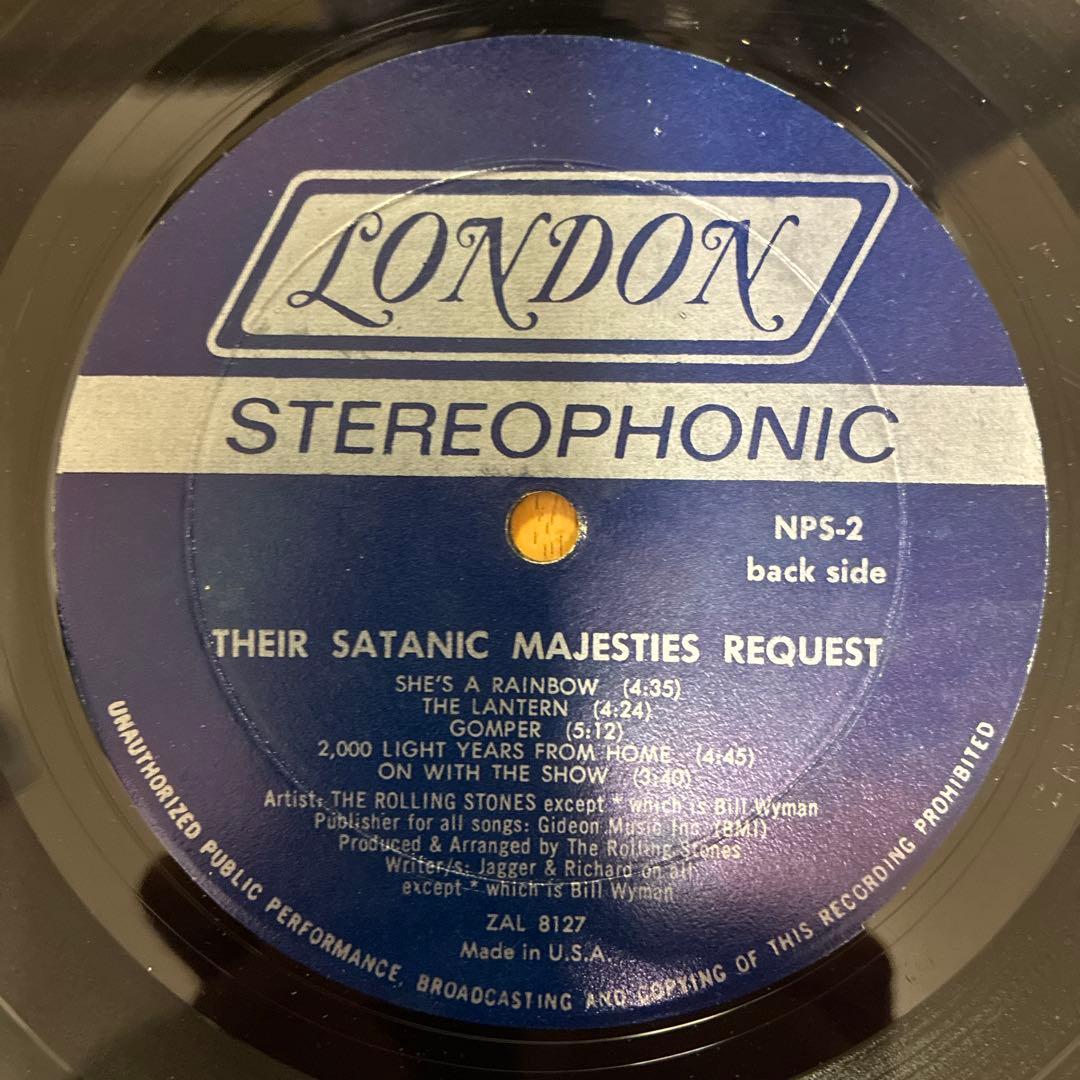 LONDON
STEREOPHONIC
NPS-2
back side
THEIR SATANIC MAJESTIES REQUEST
SHE'S A RAINBOW (4:35)
THE LANTERN (4:24)
GOMPER (5:12)
2,000 LIGHT YEARS FROM HOME (4:45)
ON WITH THE SHOW (3:40)
Artist: THE ROLLING STONES except * which is Bill Wyman
Publisher for all songs: Gideon Music Inc. (BMI)
Produced & Arranged by The Rolling Stones
Writer/s: Jagger & Richard on all
except * which is Bill Wyman
ZAL 8127
Made in U.S.A.
UNAUTHORIZED PUBLIC PERFORMANCE, BROADCASTING AND COPYING OF THIS RECORDING PROHIBITED